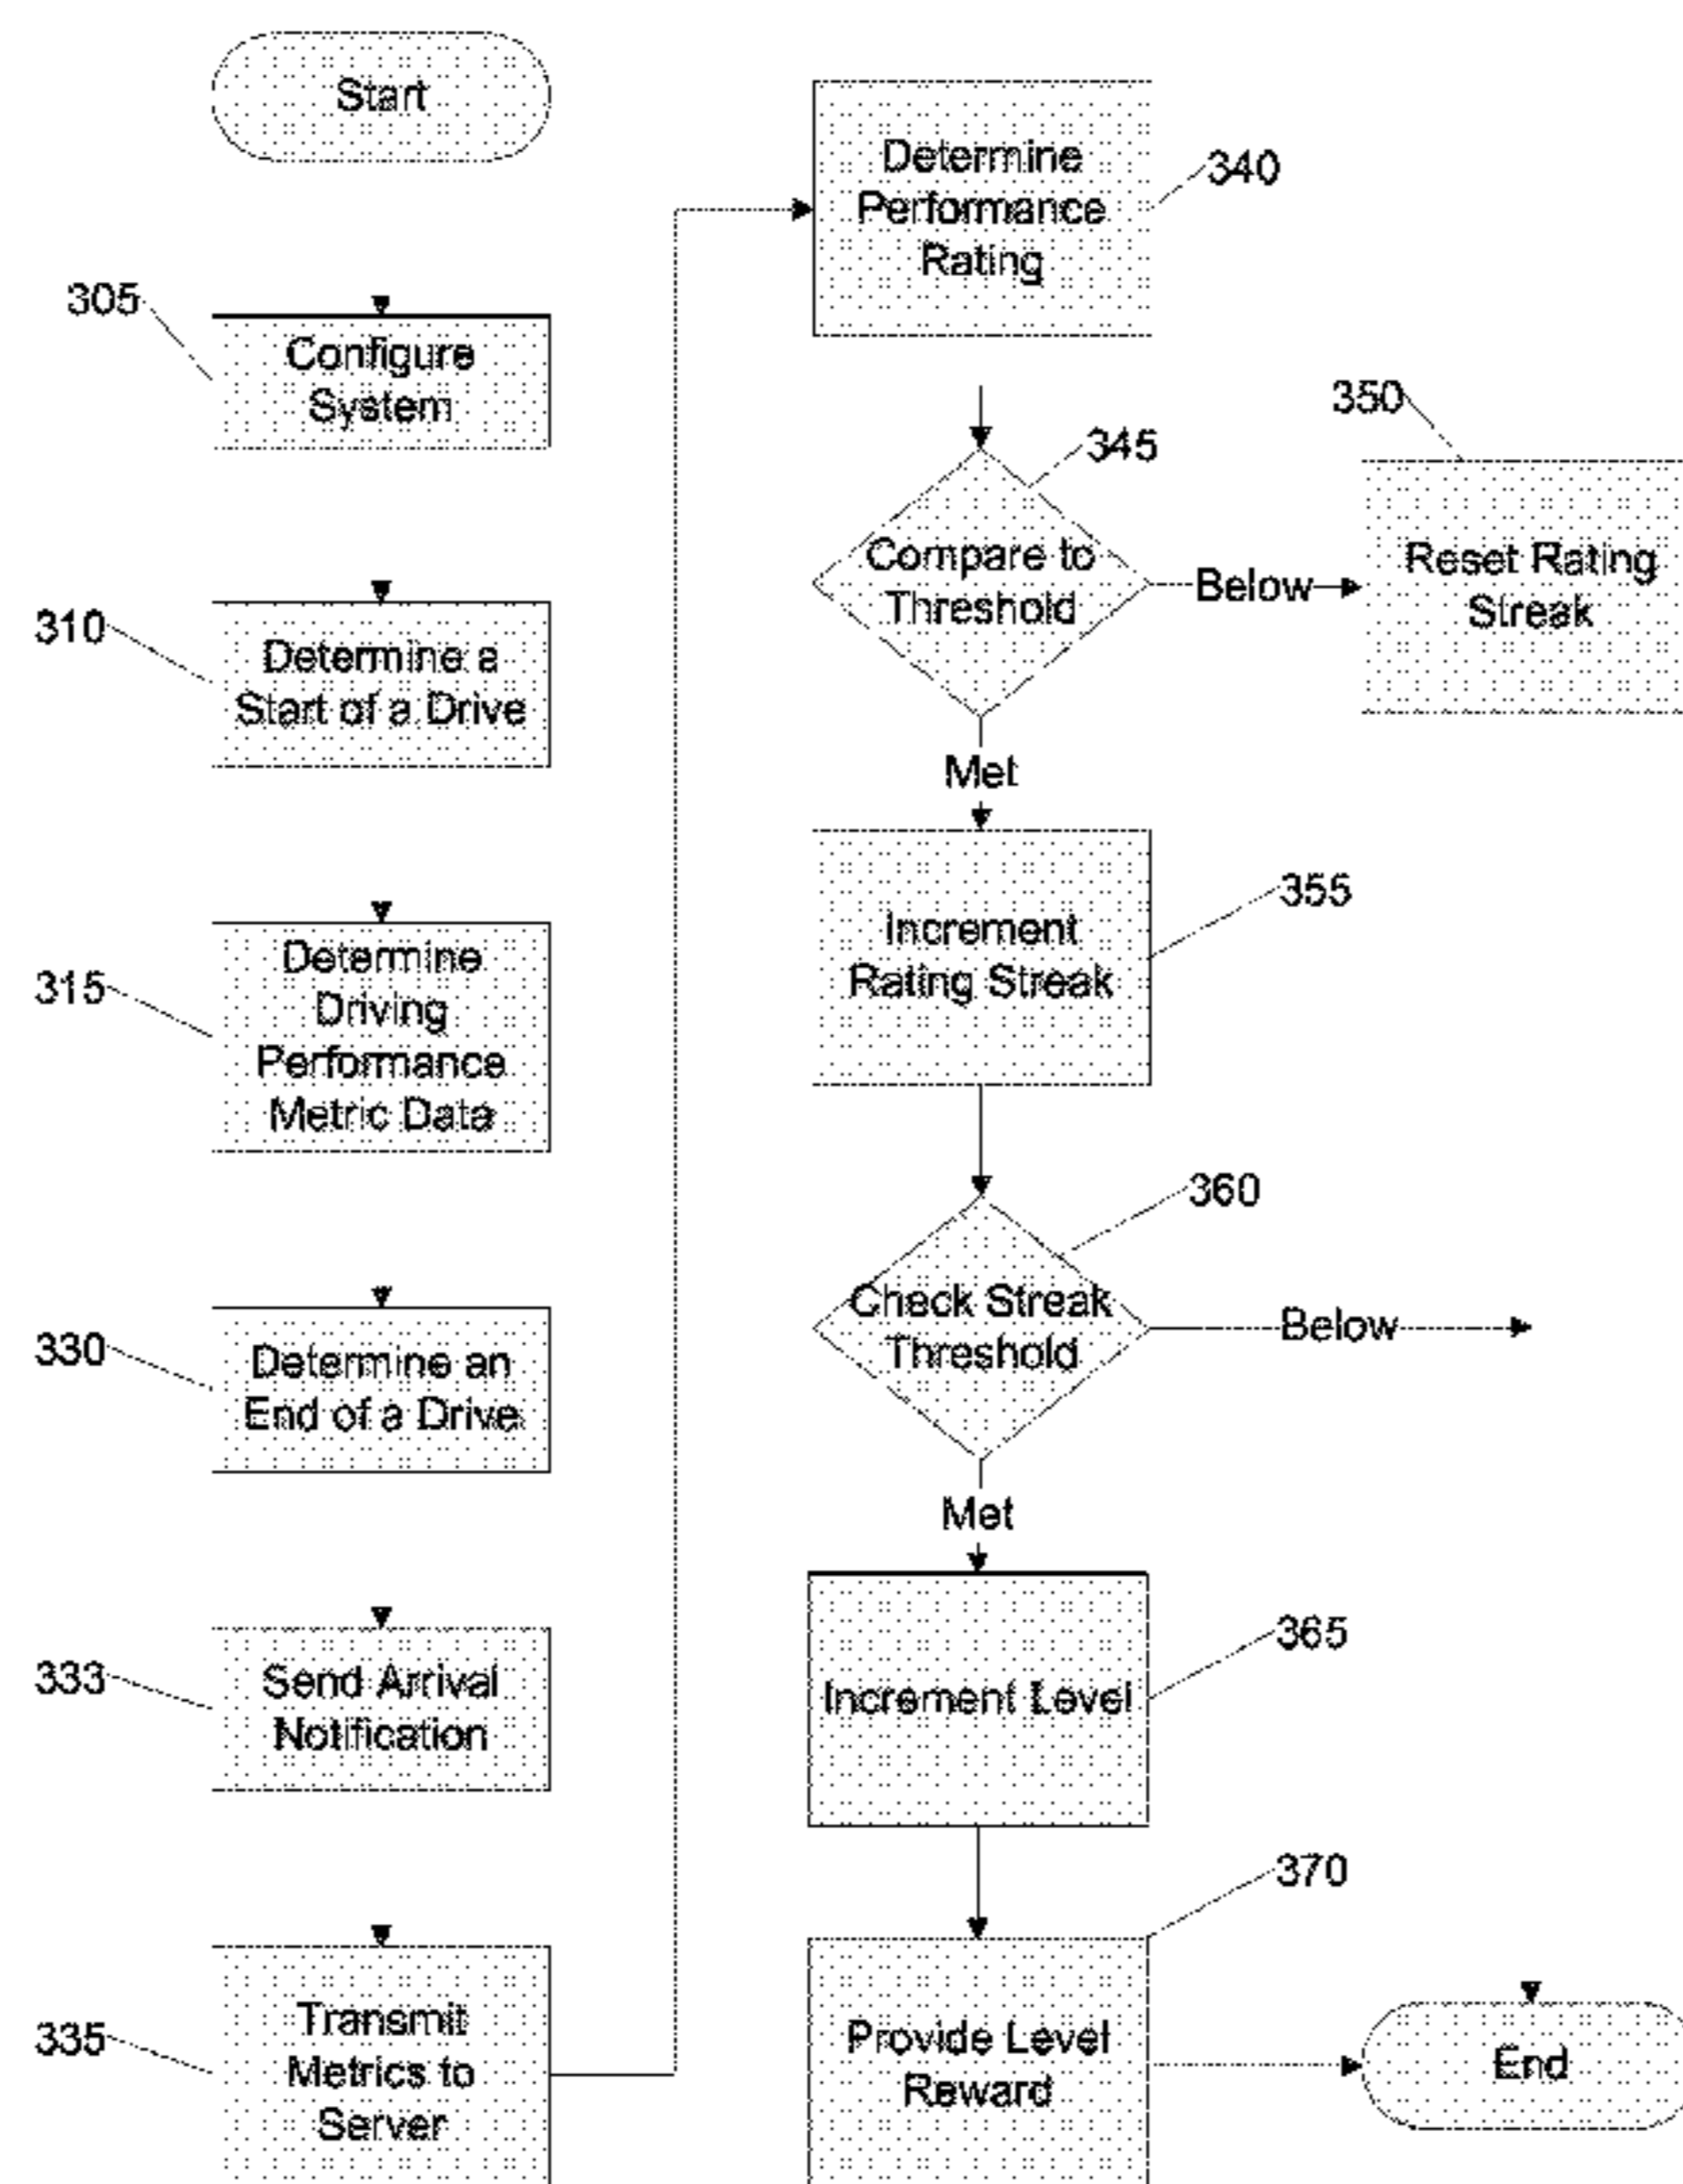 Start
305
Configure
System
310
Determine a
Start of a Drive
315
Determine
Driving
Performance
Metric Data
330
Determine an
End of a Drive
333
Send Arrival
Notification
335
Transmit
Metrics to
Server
Determine
Performance
Rating
340
345
Compare to
Threshold
Below
350
Reset Rating
Streak
Met
Increment
Rating Streak
355
360
Check Streak
Threshold
Below
Met
Increment Level
365
370
Provide Level
Reward
End